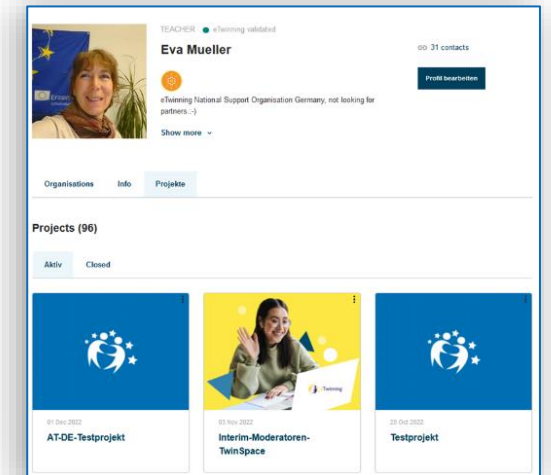 TEACHER eTwinning validated
Eva Mueller
31 contacts
Profil bearbeiten
eTwinning National Support Organisation Germany, not looking for
partners ;-)
Show more
Organisations Info Projekte
Projects (96)
Aktiv Closed
eTwinning
01 Dec 2022
AT-DE-Testprojekt
03 Nov 2022
Interim-Moderatoren-
TwinSpace
20 Oct 2022
Testprojekt